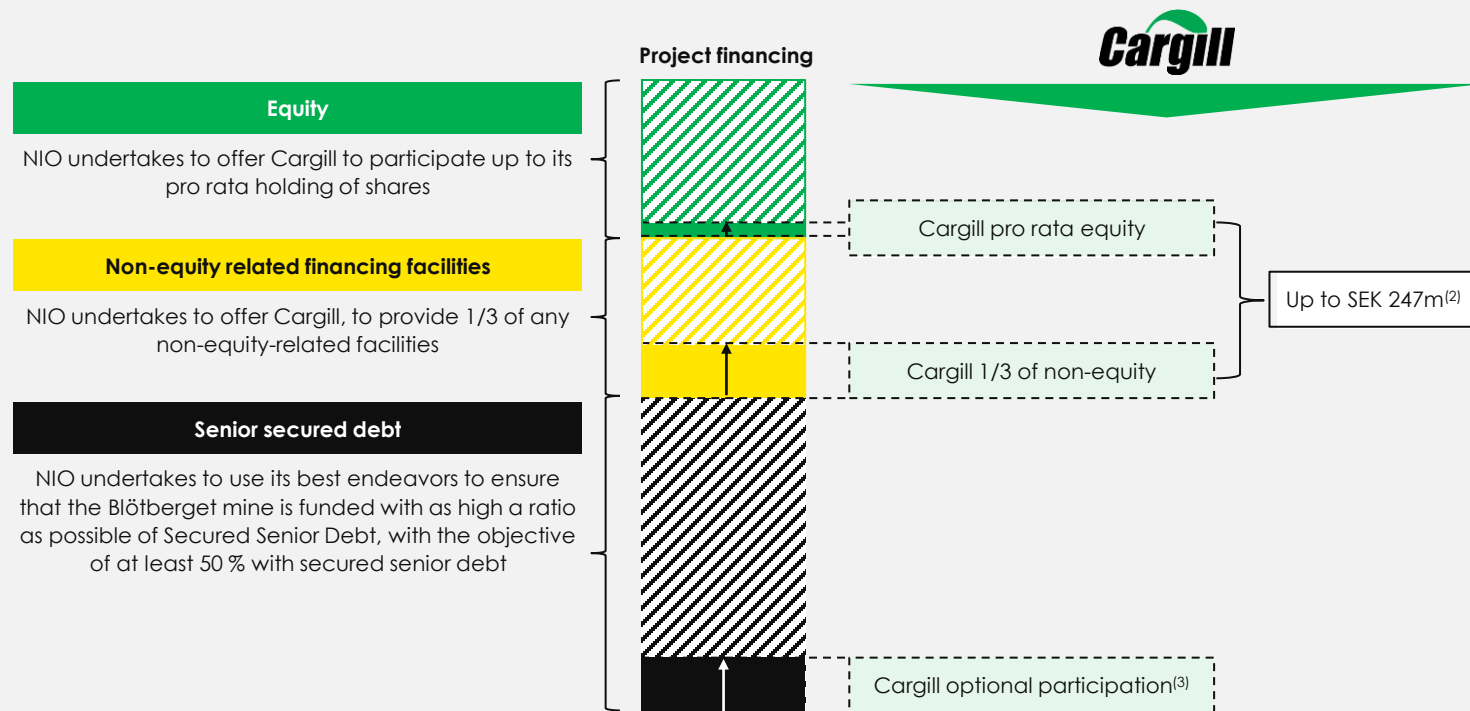 Project financing
Cargill
Equity
NIO undertakes to offer Cargill to participate up to its
pro rata holding of shares
Cargill pro rata equity
Non-equity related financing facilities
Up to SEK 247m(2)
NIO undertakes to offer Cargill, to provide 1/3 of any
non-equity-related facilities
Cargill 1/3 of non-equity
Senior secured debt
NIO undertakes to use its best endeavors to ensure
that the Blötberget mine is funded with as high a ratio
as possible of Secured Senior Debt, with the objective
of at least 50 % with secured senior debt
Cargill optional participation(3)